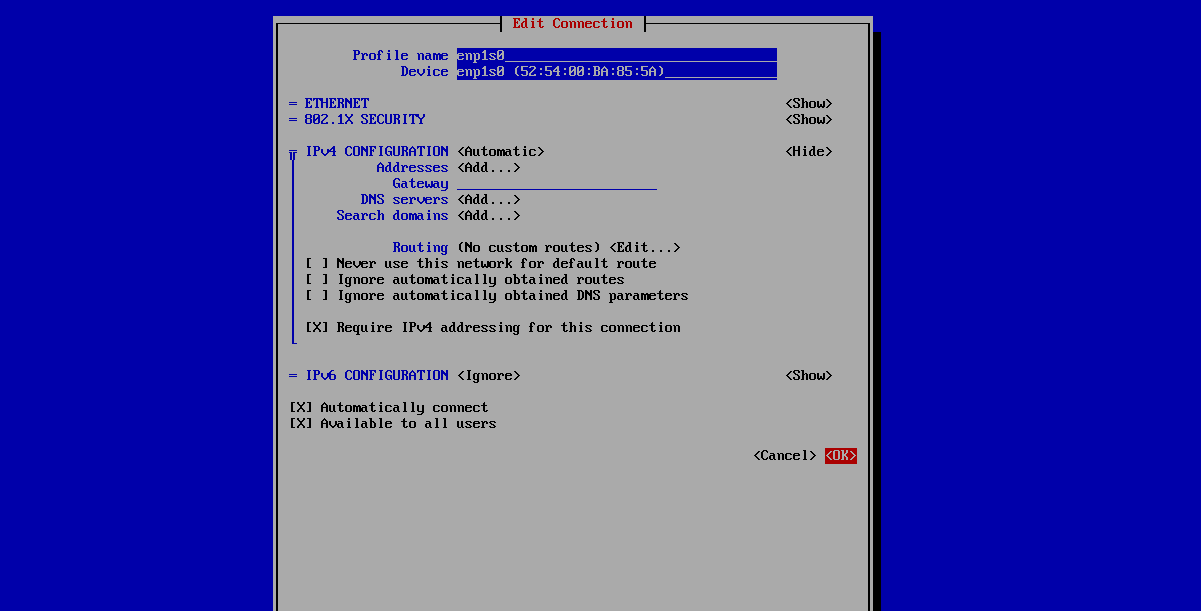 Edit Connection
Profile name enp1s0
Device enp1s0 (52:54:00:BA:85:5A)
= ETHERNET <Show>
= 802.1X SECURITY <Show>
= IPv4 CONFIGURATION <Automatic> <Hide>
Addresses <Add...>
Gateway
DNS servers <Add...>
Search domains <Add...>
Routing (No custom routes) <Edit...>
[ ] Never use this network for default route
[ ] Ignore automatically obtained routes
[ ] Ignore automatically obtained DNS parameters
[X] Require IPv4 addressing for this connection
= IPv6 CONFIGURATION <Ignore> <Show>
[X] Automatically connect
[X] Available to all users
<Cancel> <OK>